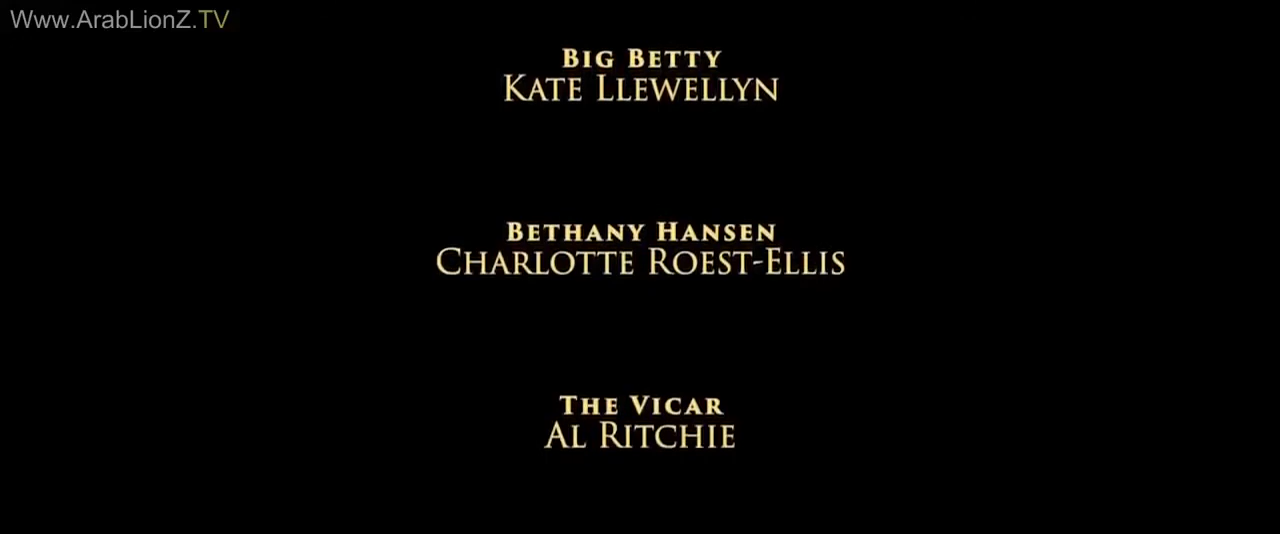 Www.ArabLionZ.TV
BIG BETTY
KATE LLEWELLYN
BETHANY HANSEN
CHARLOTTE ROEST-ELLIS
THE VICAR
AL RITCHIE